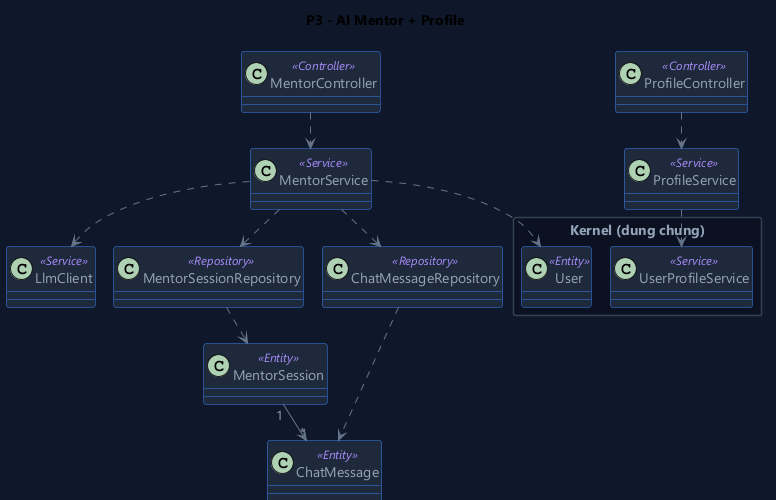 P3 - AI Mentor + Profile
«Controller»
C MentorController
«Controller»
C ProfileController
«Service»
C MentorService
«Service»
C ProfileService
Kernel (dung chung)
«Service»
C LlmClient
«Repository»
C MentorSessionRepository
«Repository»
C ChatMessageRepository
«Entity»
C User
«Service»
C UserProfileService
«Entity»
C MentorSession
1
*
«Entity»
C ChatMessage